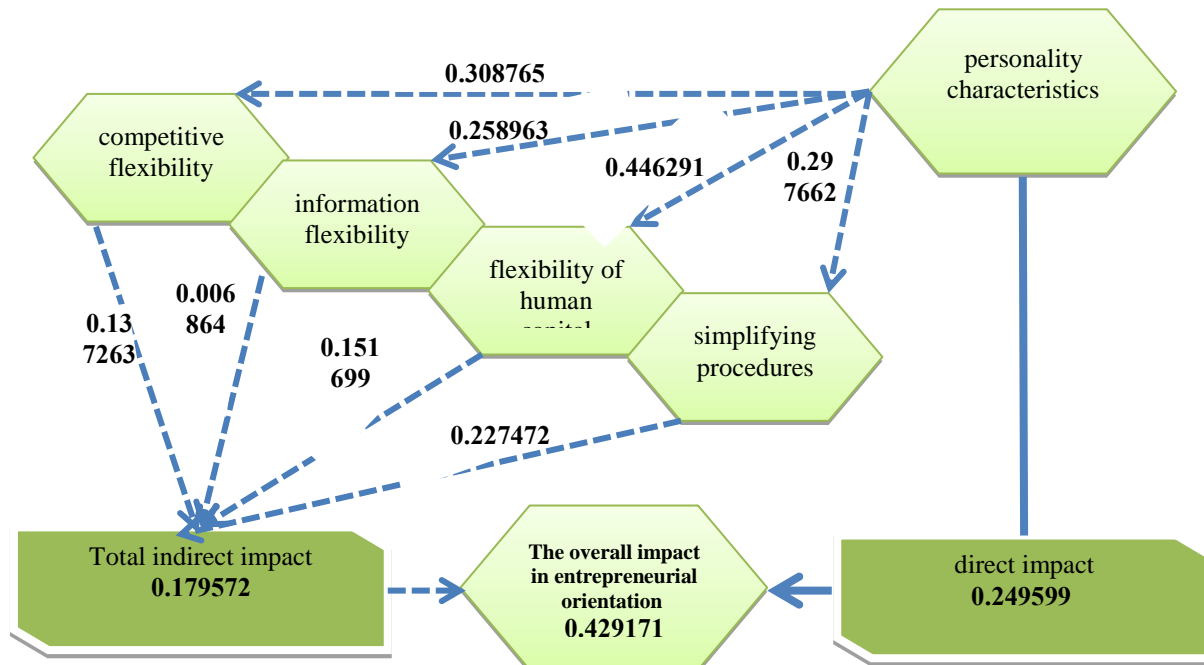 personality
characteristics
0.308765
0.258963
0.446291
0.29
7662
competitive
flexibility
information
flexibility
flexibility of
human
simplifying
procedures
0.13
7263
0.006
864
0.151
699
0.227472
Total indirect impact
0.179572
The overall impact
in entrepreneurial
orientation
0.429171
direct impact
0.249599